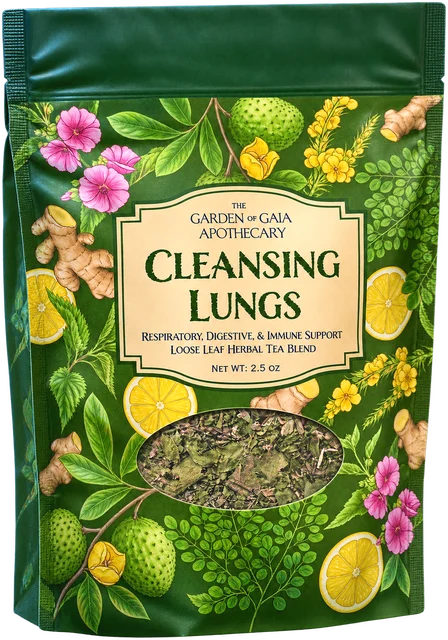 THE
GARDEN OF GAIA
APOTHECARY
CLEANSING
LUNGS
RESPIRATORY, DIGESTIVE, & IMMUNE SUPPORT
LOOSE LEAF HERBAL TEA BLEND
NET WT: 2.5 OZ